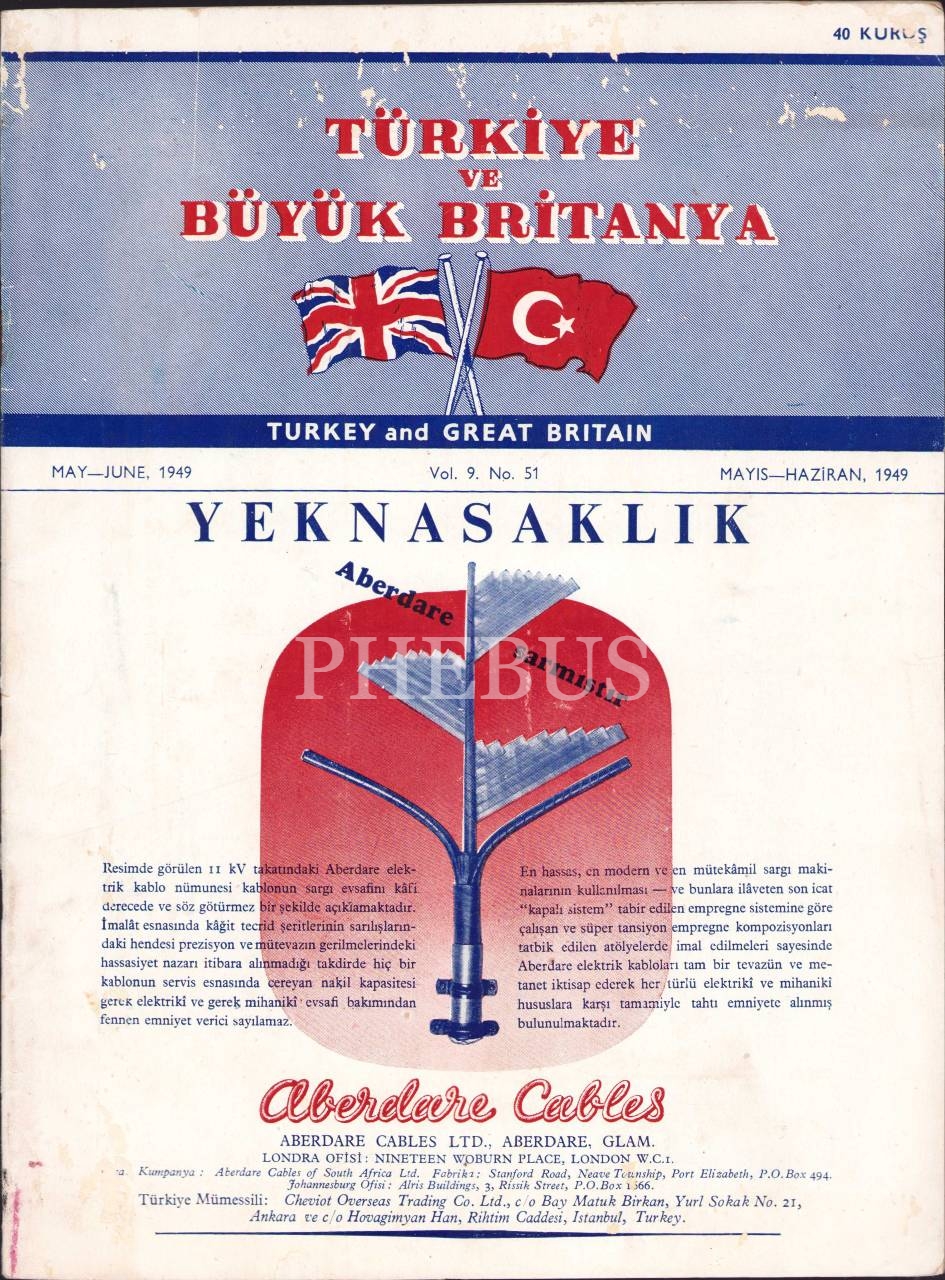 40 KURUŞ
TÜRKİYE
VE
BÜYÜK BRİTANYA
TURKEY and GREAT BRITAIN
MAY—JUNE, 1949 Vol. 9. No. 51 MAYIS—HAZİRAN, 1949
YEKNASAKLIK
Aberdare
sarmıstır
PHEBUS
Resimde görülen 11 kV takatındaki Aberdare elek-
trik kablo nümunesi kablonun sargı evsafını kâfi
derecede ve söz götürmez bir şekilde açıklamaktadır.
İmalât esnasında kâğit tecrid şeritlerinin sarılışların-
daki hendesi prezisyon ve mütevazın gerilmelerindeki
hassasiyet nazarı itibara alınmadığı takdirde hiç bir
kablonun servis esnasında cereyan nakil kapasitesi
gerek elektrikî ve gerek mihanikî evsafi bakımından
fennen emniyet verici sayılamaz.
En hassas, en modern ve en mütekâmil sargı maki-
nalarının kullanılması — ve bunlara ilâveten son icat
“kapalı sistem” tabir edilen empregne sistemine göre
çalışan ve süper tansiyon empregne kompozisyonları
tatbik edilen atölyelerde imal edilmeleri sayesinde
Aberdare elektrik kabloları tam bir tevazün ve me-
tanet iktisap ederek her türlü elektrikî ve mihaniki
hususlara karşı tamamiyle tahtı emniyete alınmış
bulunulmaktadır.
Aberdare Cables
ABERDARE CABLES LTD., ABERDARE, GLAM.
LONDRA OFİSİ: NINETEEN WOBURN PLACE, LONDON W.C.1.
Kumpanya : Aberdare Cables of South Africa Ltd. Fabrika: Stanford Road, Neave Township, Port Elizabeth, P.O.Box 494.
Johannesburg Ofisi: Alris Buildings, 3, Rissik Street, P.O.Box
Türkiye Mümessili: Cheviot Overseas Trading Co. Ltd., c/o Bay Matuk Birkan, Yurl Sokak No. 21,
Ankara ve c/o Hovagimyan Han, Rihtim Caddesi, Istanbul, Turkey.